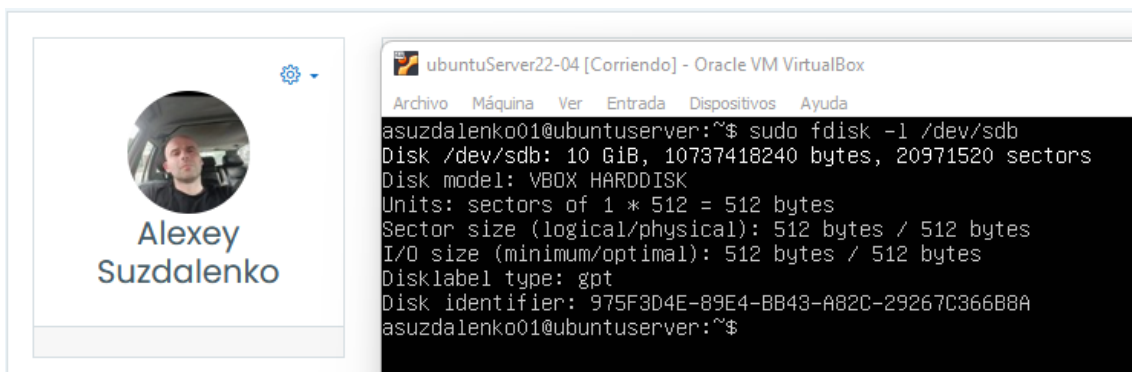 Alexey
Suzdalenko
ubuntuServer22-04 [Corriendo] - Oracle VM VirtualBox
Archivo Máquina Ver Entrada Dispositivos Ayuda
asuzdalenko01@ubuntuserver:~$ sudo fdisk -l /dev/sdb
Disk /dev/sdb: 10 GiB, 10737418240 bytes, 20971520 sectors
Disk model: VBOX HARDDISK
Units: sectors of 1 * 512 = 512 bytes
Sector size (logical/physical): 512 bytes / 512 bytes
I/O size (minimum/optimal): 512 bytes / 512 bytes
Disklabel type: gpt
Disk identifier: 975F3D4E-89E4-BB43-A82C-29267C366B8A
asuzdalenko01@ubuntuserver:~$